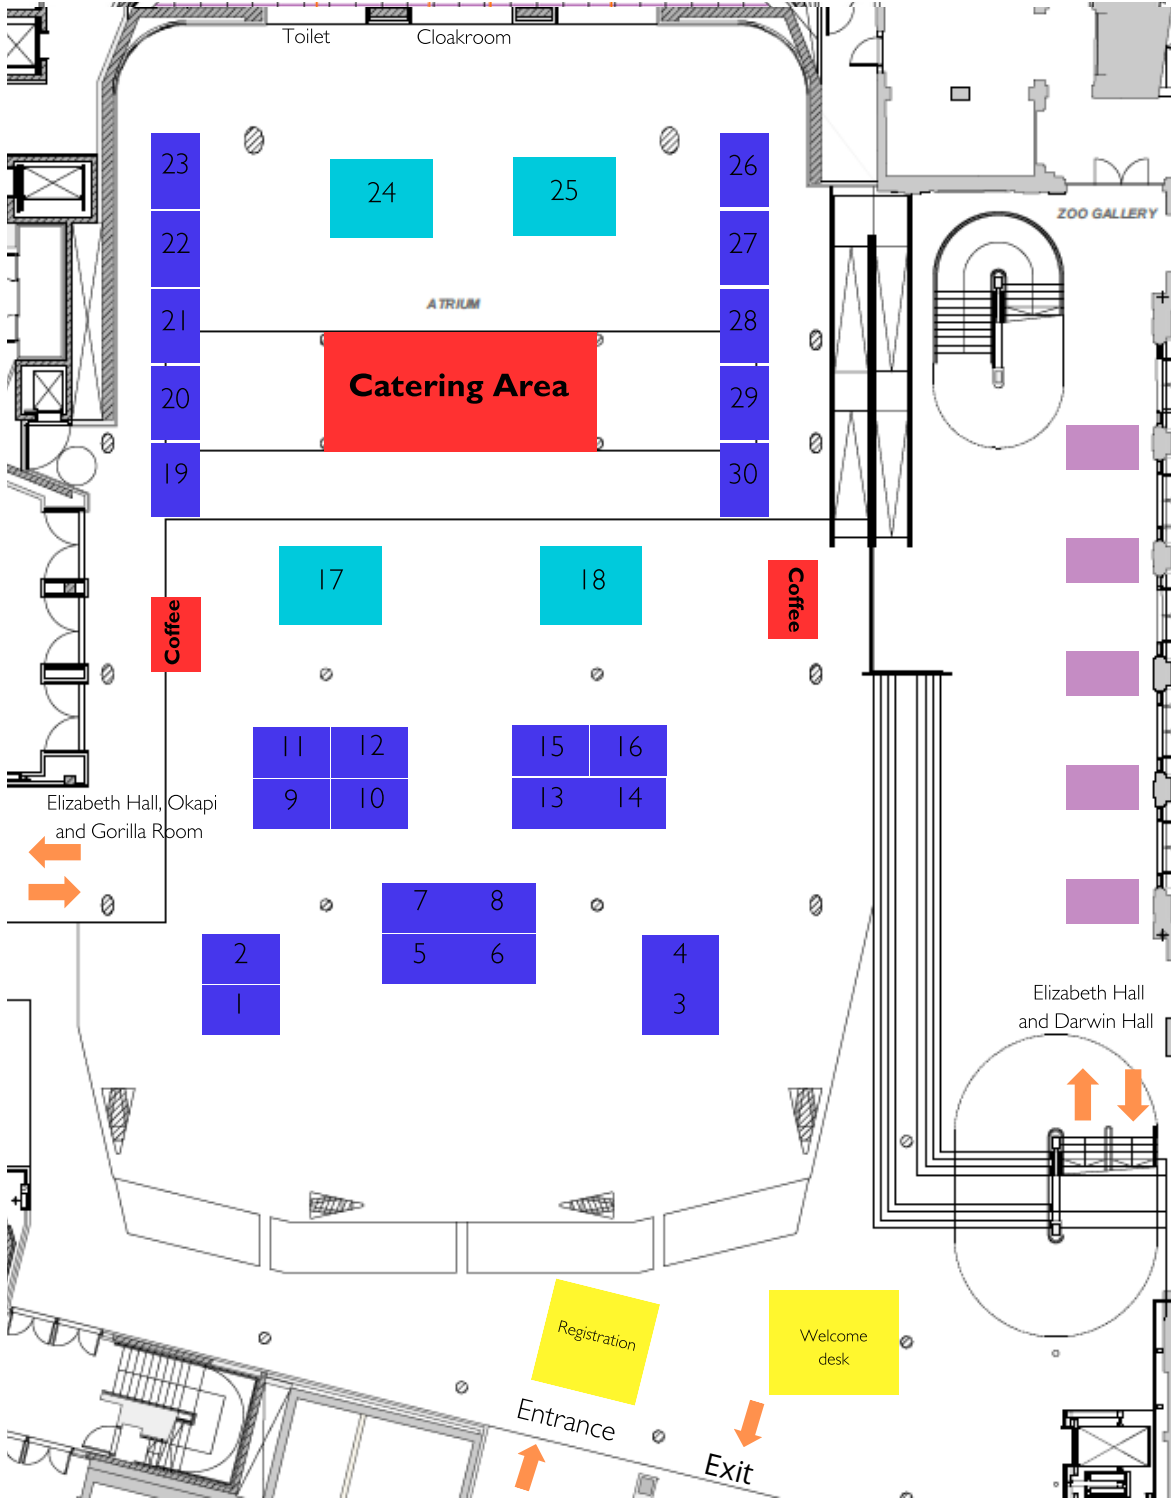 Toilet
Cloakroom
23
24
25
26
ZOO GALLERY
22
27
ATRIUM
21
28
Catering Area
20
29
19
30
17
18
Coffee
Coffee
11
12
15
16
9
10
13
14
Elizabeth Hall, Okapi
and Gorilla Room
7
8
2
5
6
4
1
3
Elizabeth Hall
and Darwin Hall
Registration
Welcome
desk
Entrance
Exit